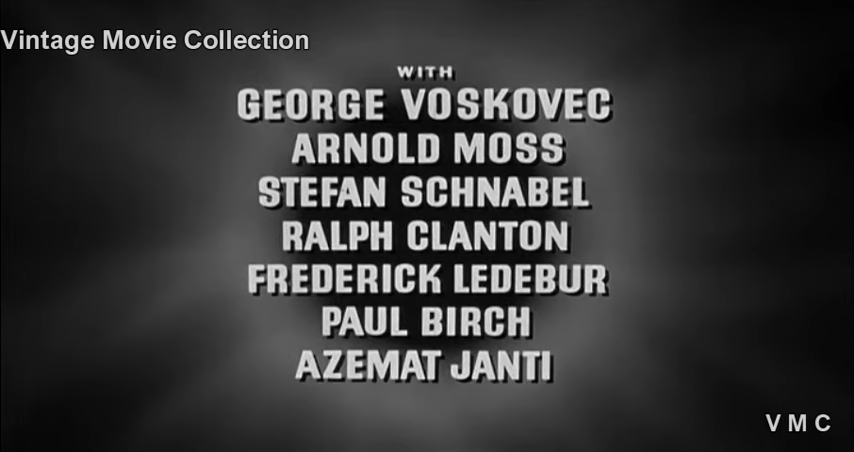 Vintage Movie Collection
WITH
GEORGE VOSKOVEC
ARNOLD MOSS
STEFAN SCHNABEL
RALPH CLANTON
FREDERICK LEDEBUR
PAUL BIRCH
AZEMAT JANTI
V M C